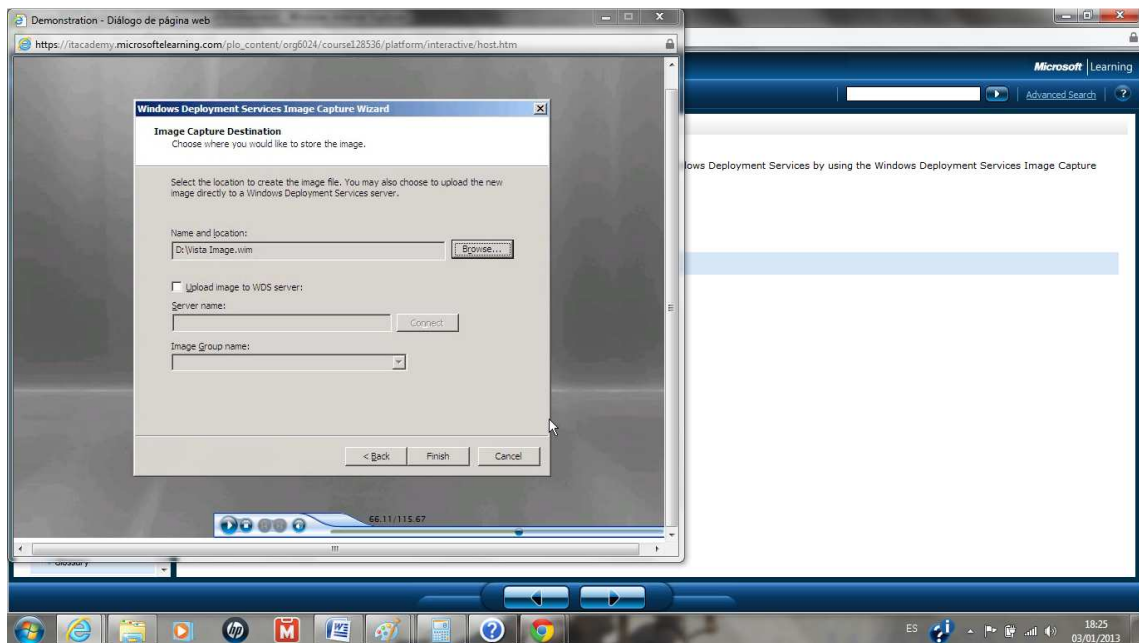 Demonstration - Diálogo de página web
https://itacademy.microsoftelearning.com/plo_content/org6024/course128536/platform/interactive/host.htm
Microsoft | Learning
Advanced Search
Windows Deployment Services Image Capture Wizard
Image Capture Destination
Choose where you would like to store the image.
lows Deployment Services by using the Windows Deployment Services Image Capture
Select the location to create the image file. You may also choose to upload the new
image directly to a Windows Deployment Services server.
Name and location:
D:\Vista Image.wim
Browse...
Upload image to WDS server:
Server name:
Connect
Image Group name:
< Back
Finish
Cancel
66.11/115.67
Glossary
ES
18:25
03/01/2013